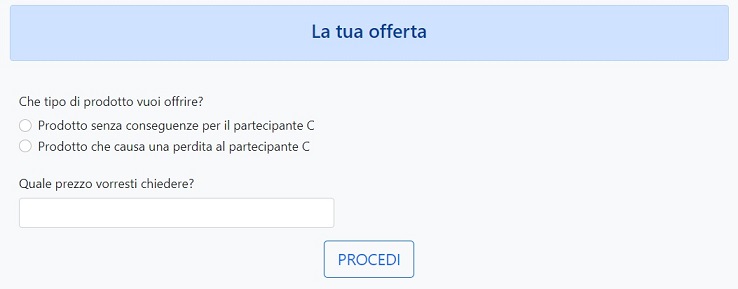 La tua offerta
Che tipo di prodotto vuoi offrire?
Prodotto senza conseguenze per il partecipante C
Prodotto che causa una perdita al partecipante C
Quale prezzo vorresti chiedere?
PROCEDI